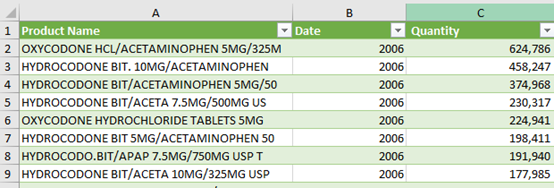 A B C
1 Product Name Date Quantity
2 OXYCODONE HCL/ACETAMINOPHEN 5MG/325M 2006 624,786
3 HYDROCODONE BIT. 10MG/ACETAMINOPHEN 2006 458,247
4 HYDROCODONE BIT/ACETAMINOPHEN 5MG/50 2006 374,968
5 HYDROCODONE BIT/ACETA 7.5MG/500MG US 2006 230,317
6 OXYCODONE HYDROCHLORIDE TABLETS 5MG 2006 224,941
7 HYDROCODONE BIT 5MG/ACETAMINOPHEN 50 2006 198,411
8 HYDROCODO.BIT/APAP 7.5MG/750MG USP T 2006 191,940
9 HYDROCODONE BIT/ACETA 10MG/325MG USP 2006 177,985